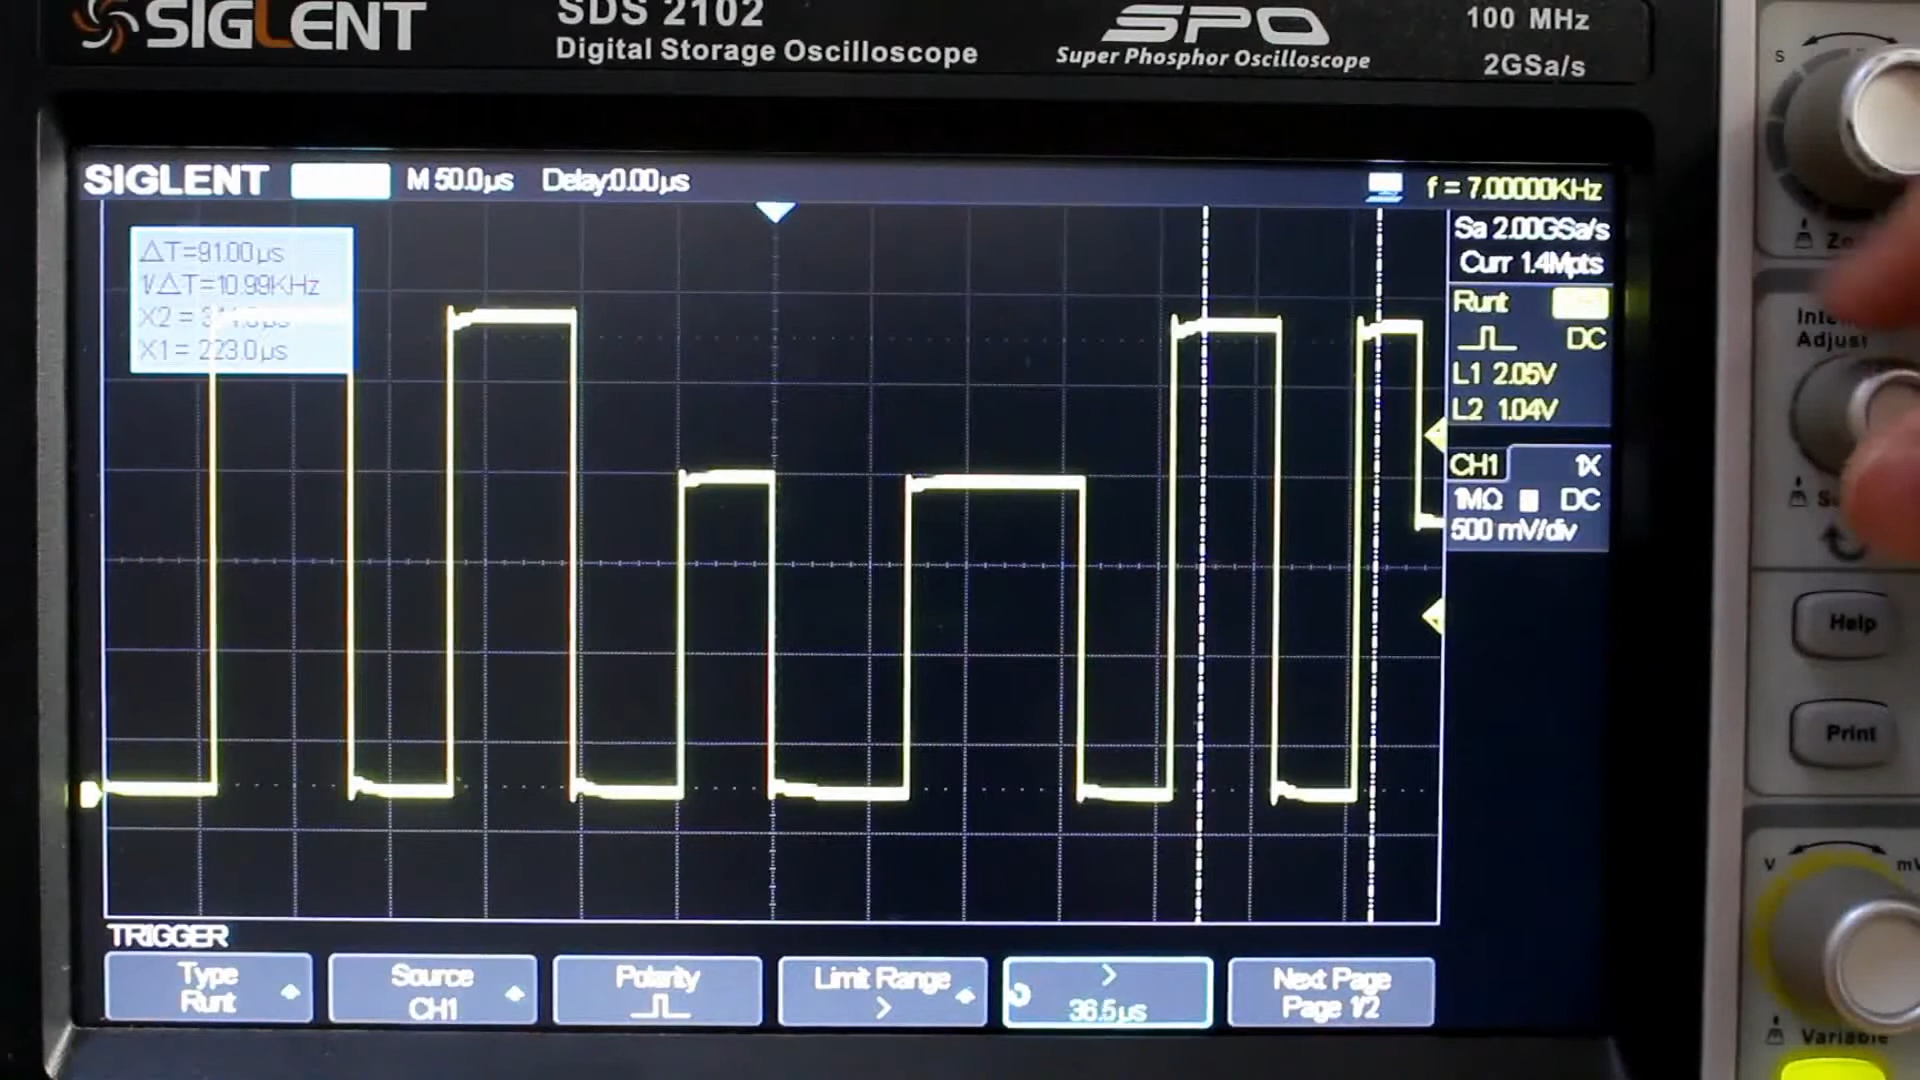 SIGLENT
SDS 2102
Digital Storage Oscilloscope
SPO
Super Phosphor Oscilloscope
100 MHz
2GSa/s
SIGLENT
M 50.0µs
Delay:0.00µs
f = 7.00000KHz
Sa 2.00GSa/s
Curr 1.4Mpts
△T=91.00µs
1/△T=10.99KHz
X2 =
X1 = 223.0µs
Runt
DC
L1 2.05V
L2 1.04V
CH1
1X
1MΩ
DC
500 mV/div
TRIGGER
Type
Runt
Source
CH1
Polarity
Limit Range
>
>
36.5µs
Next Page
Page 1/2
S
Adjust
Help
Print
V
Variable